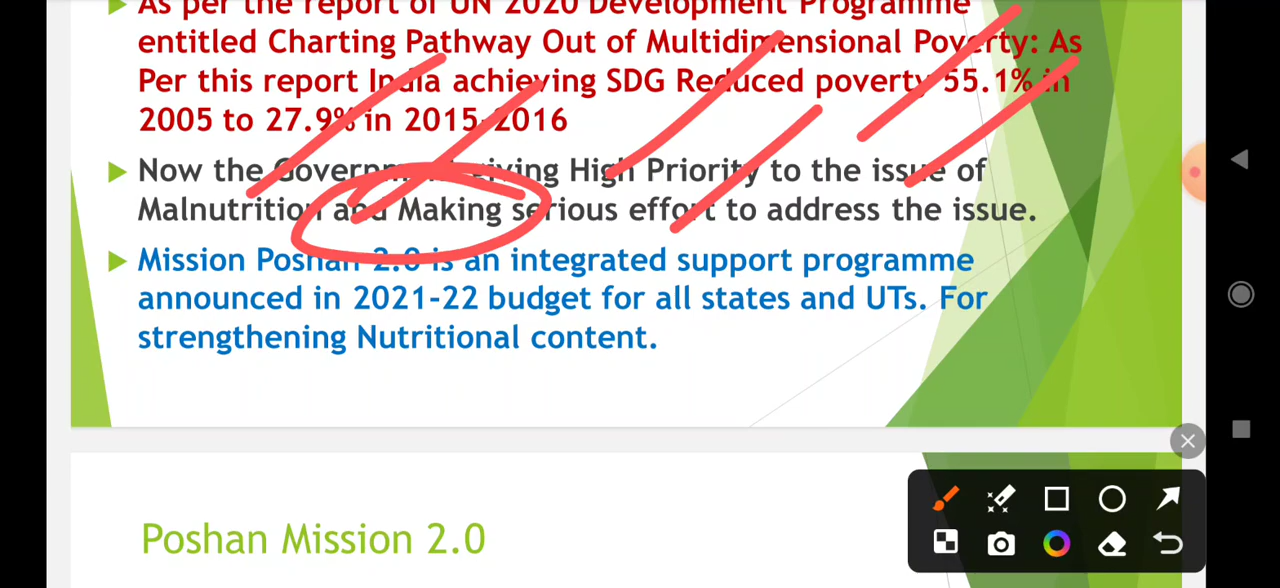 As per the report of UN 2020 Development Programme
entitled Charting Pathway Out of Multidimensional Poverty: As
Per this report India achieving SDG Reduced poverty 55.1% in
2005 to 27.9% in 2015-2016
Now the Government giving High Priority to the issue of
Malnutrition and Making serious effort to address the issue.
Mission Poshan 2.0 is an integrated support programme
announced in 2021-22 budget for all states and UTs. For
strengthening Nutritional content.
Poshan Mission 2.0